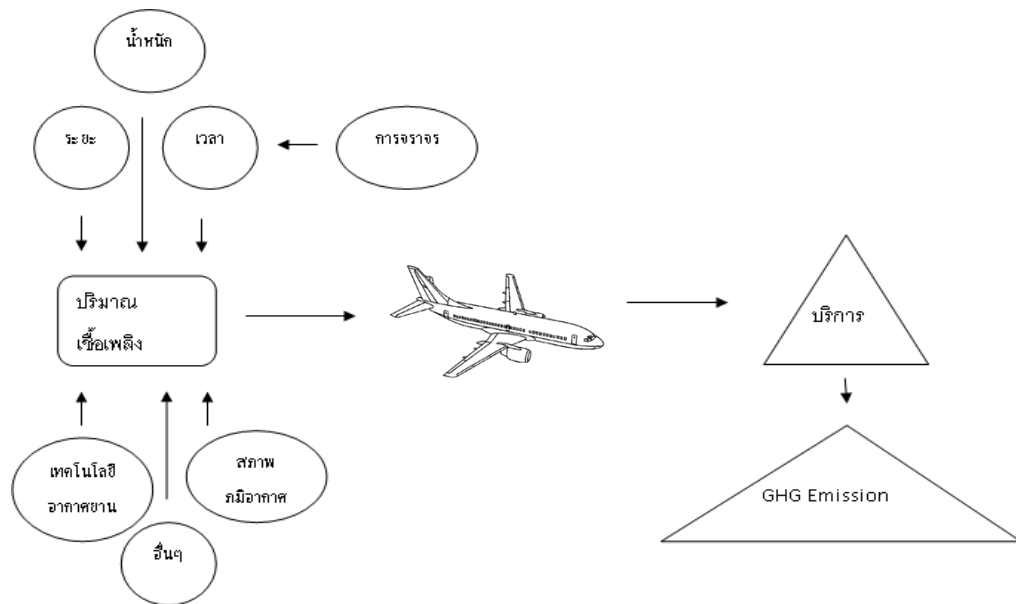 น้ำหนัก
ระยะ
เวลา
การจราจร
ปริมาณ
เชื้อเพลิง
บริการ
เทคโนโลยี
อากาศยาน
สภาพ
ภมิอากาศ
อื่นๆ
GHG Emission